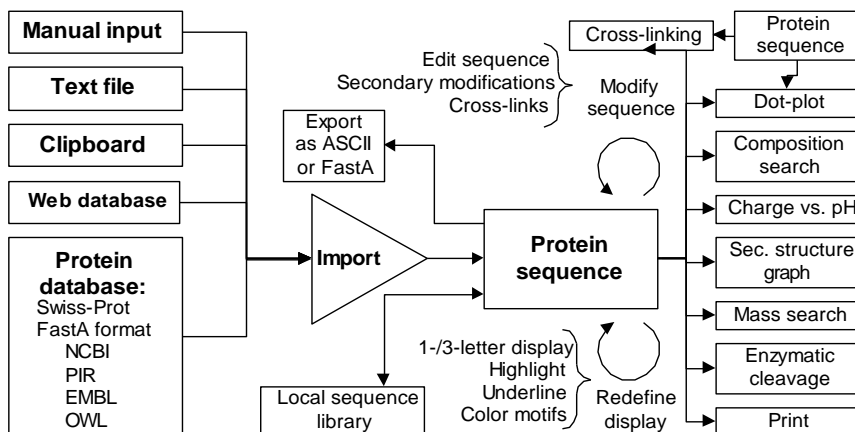 Manual input
Text file
Clipboard
Web database
Protein
database:
Swiss-Prot
FastA format
NCBI
PIR
EMBL
OWL
Export
as ASCII
or FastA
Import
Local sequence
library
Edit sequence
Secondary modifications
Cross-links
Modify
sequence
Protein
sequence
1-/3-letter display
Highlight
Underline
Color motifs
Redefine
display
Cross-linking
Protein
sequence
Dot-plot
Composition
search
Charge vs. pH
Sec. structure
graph
Mass search
Enzymatic
cleavage
Print